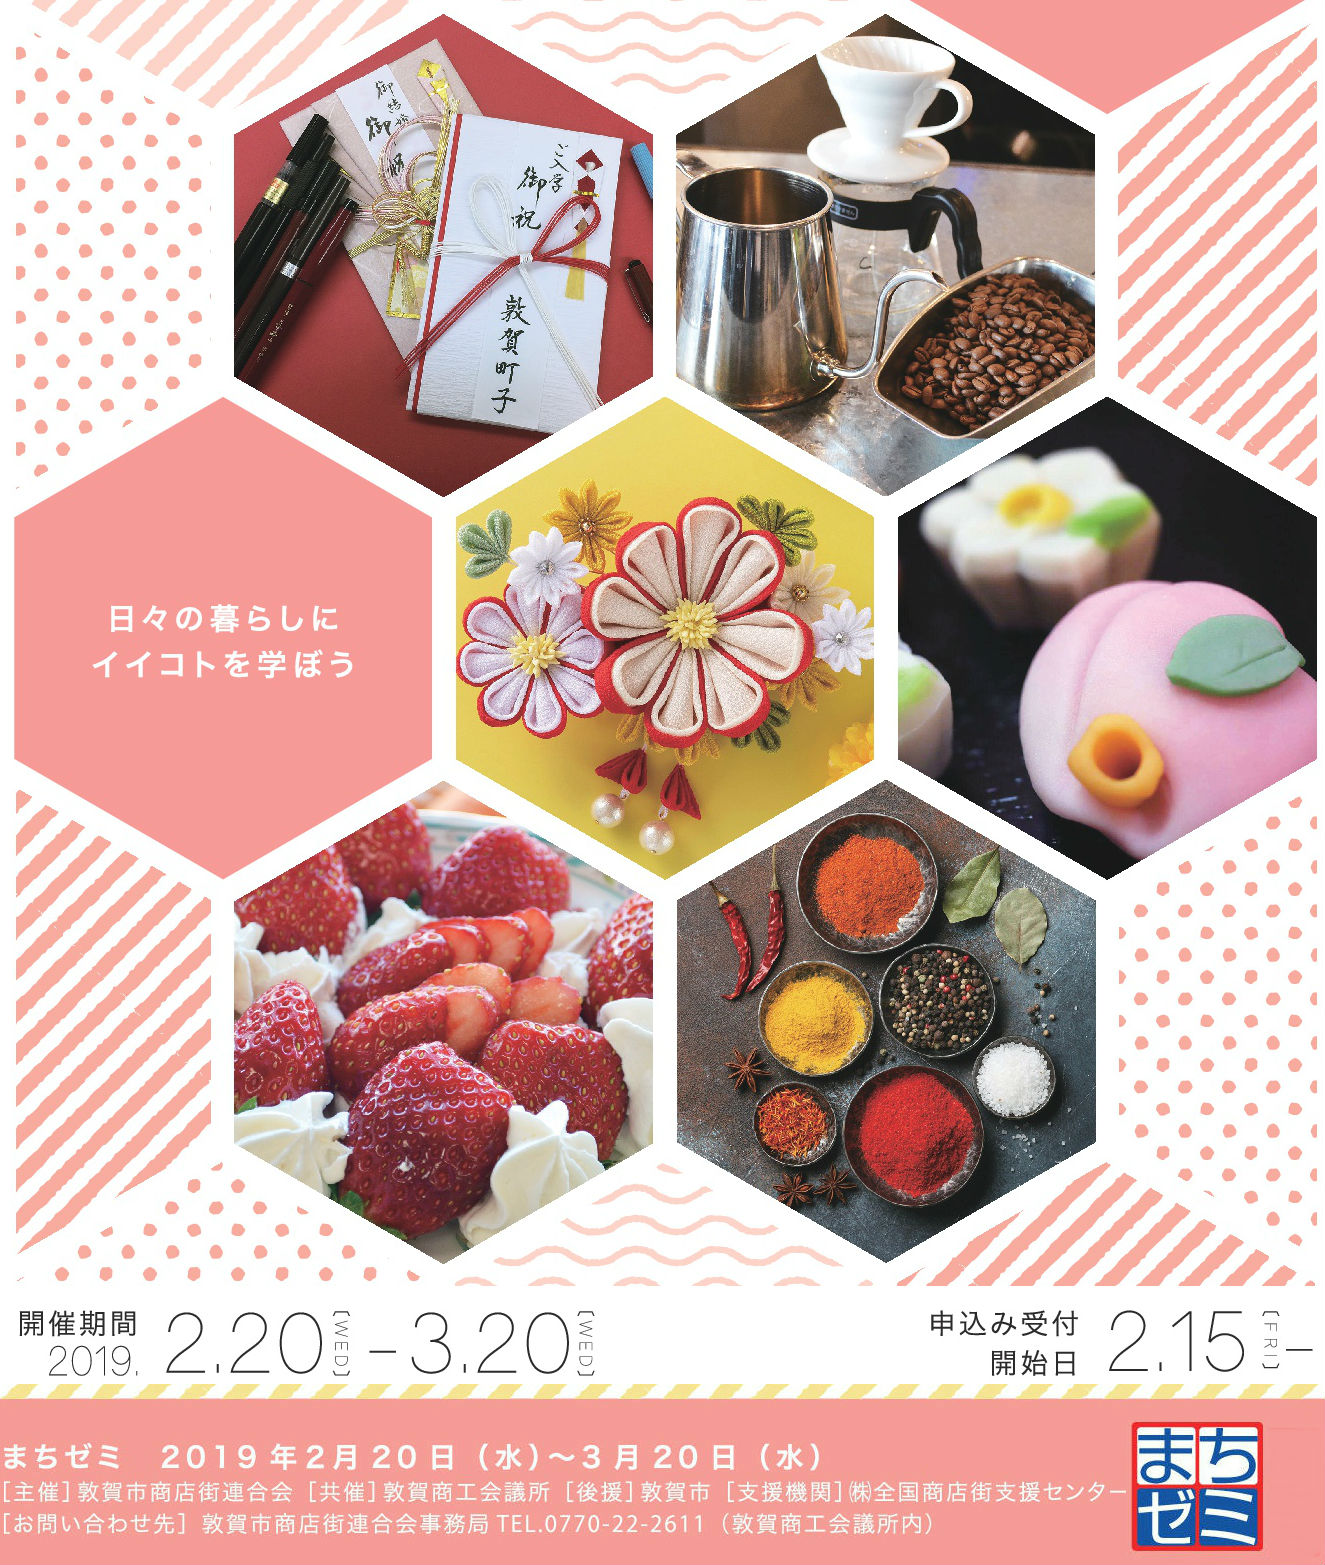 御結婚
御祝
ご入学
御祝
敦賀町子
日々の暮らしに
イイコトを学ぼう
開催期間
2019. 2.20 [WED] – 3.20 [WED]
申込み受付
開始日 2.15 [FRI] –
まちゼミ 2019年2月20日（水）～3月20日（水）
[主催] 敦賀市商店街連合会 [共催] 敦賀商工会議所 [後援] 敦賀市 [支援機関] ㈱全国商店街支援センター
[お問い合わせ先] 敦賀市商店街連合会事務局 TEL.0770-22-2611（敦賀商工会議所内）
まち
ゼミ